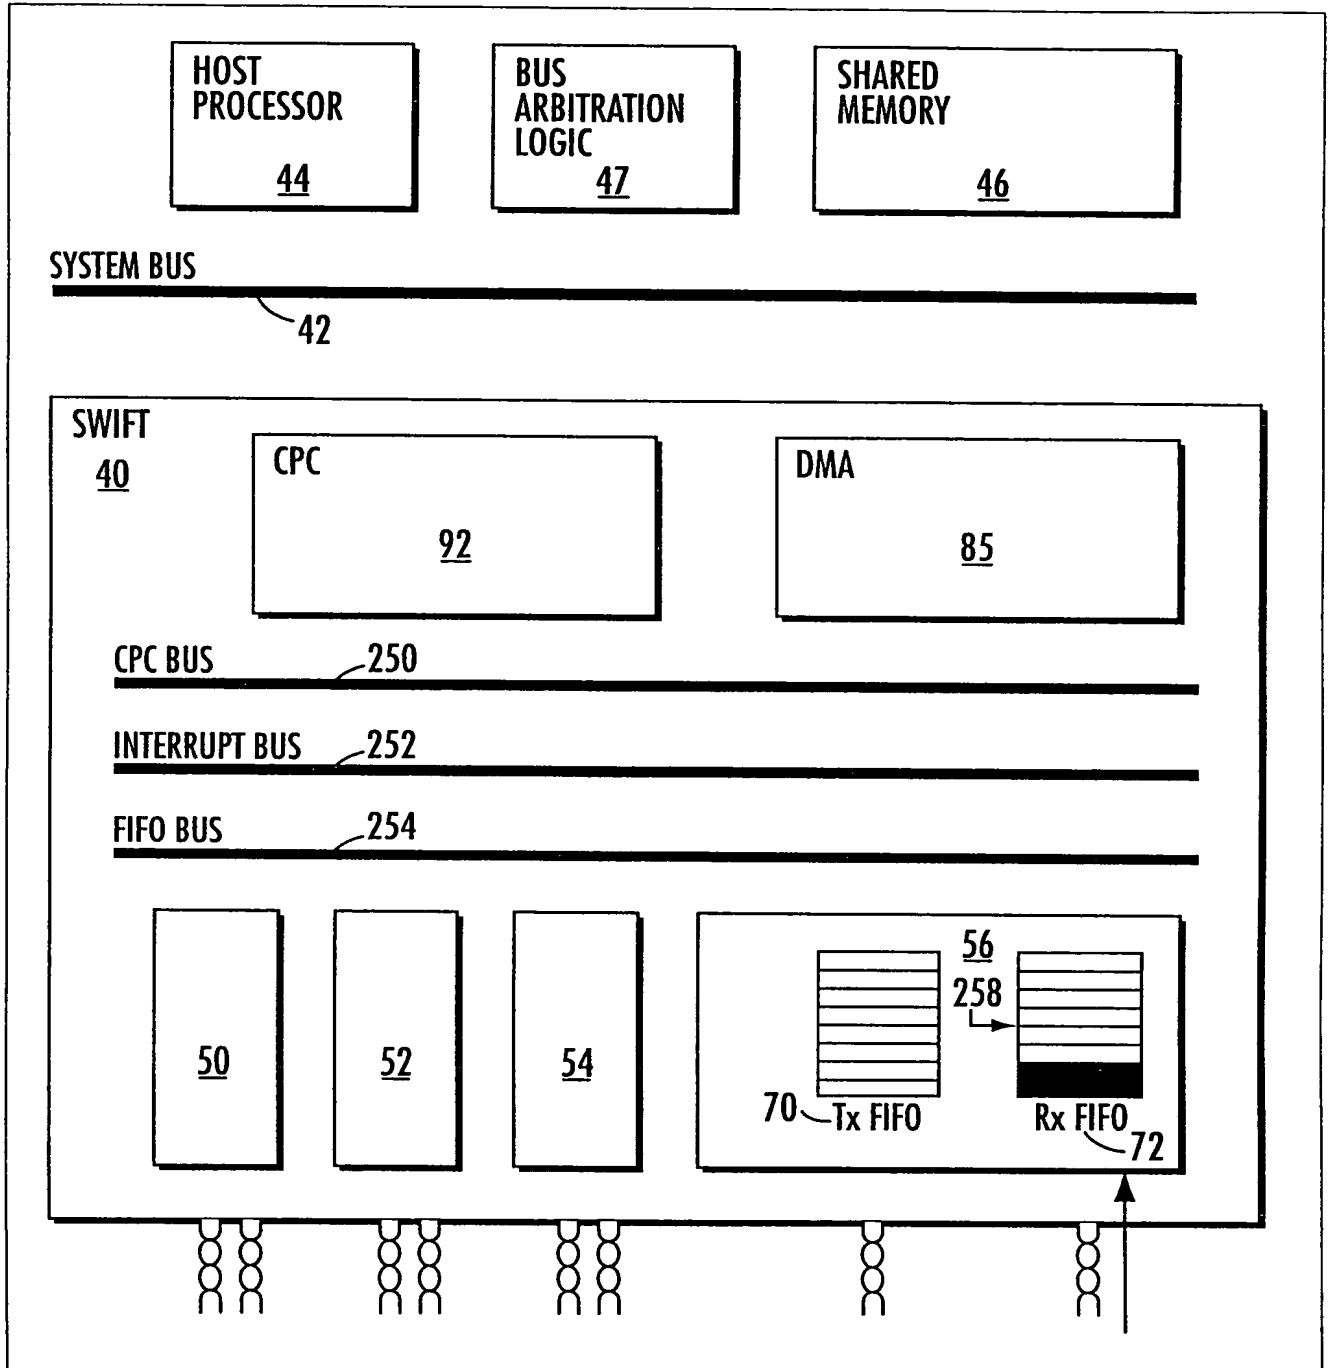 HOST
PROCESSOR
44
BUS
ARBITRATION
LOGIC
47
SHARED
MEMORY
46
SYSTEM BUS
42
SWIFT
40
CPC
92
DMA
85
CPC BUS
250
INTERRUPT BUS
252
FIFO BUS
254
50
52
54
56
258
70
Tx FIFO
Rx FIFO
72